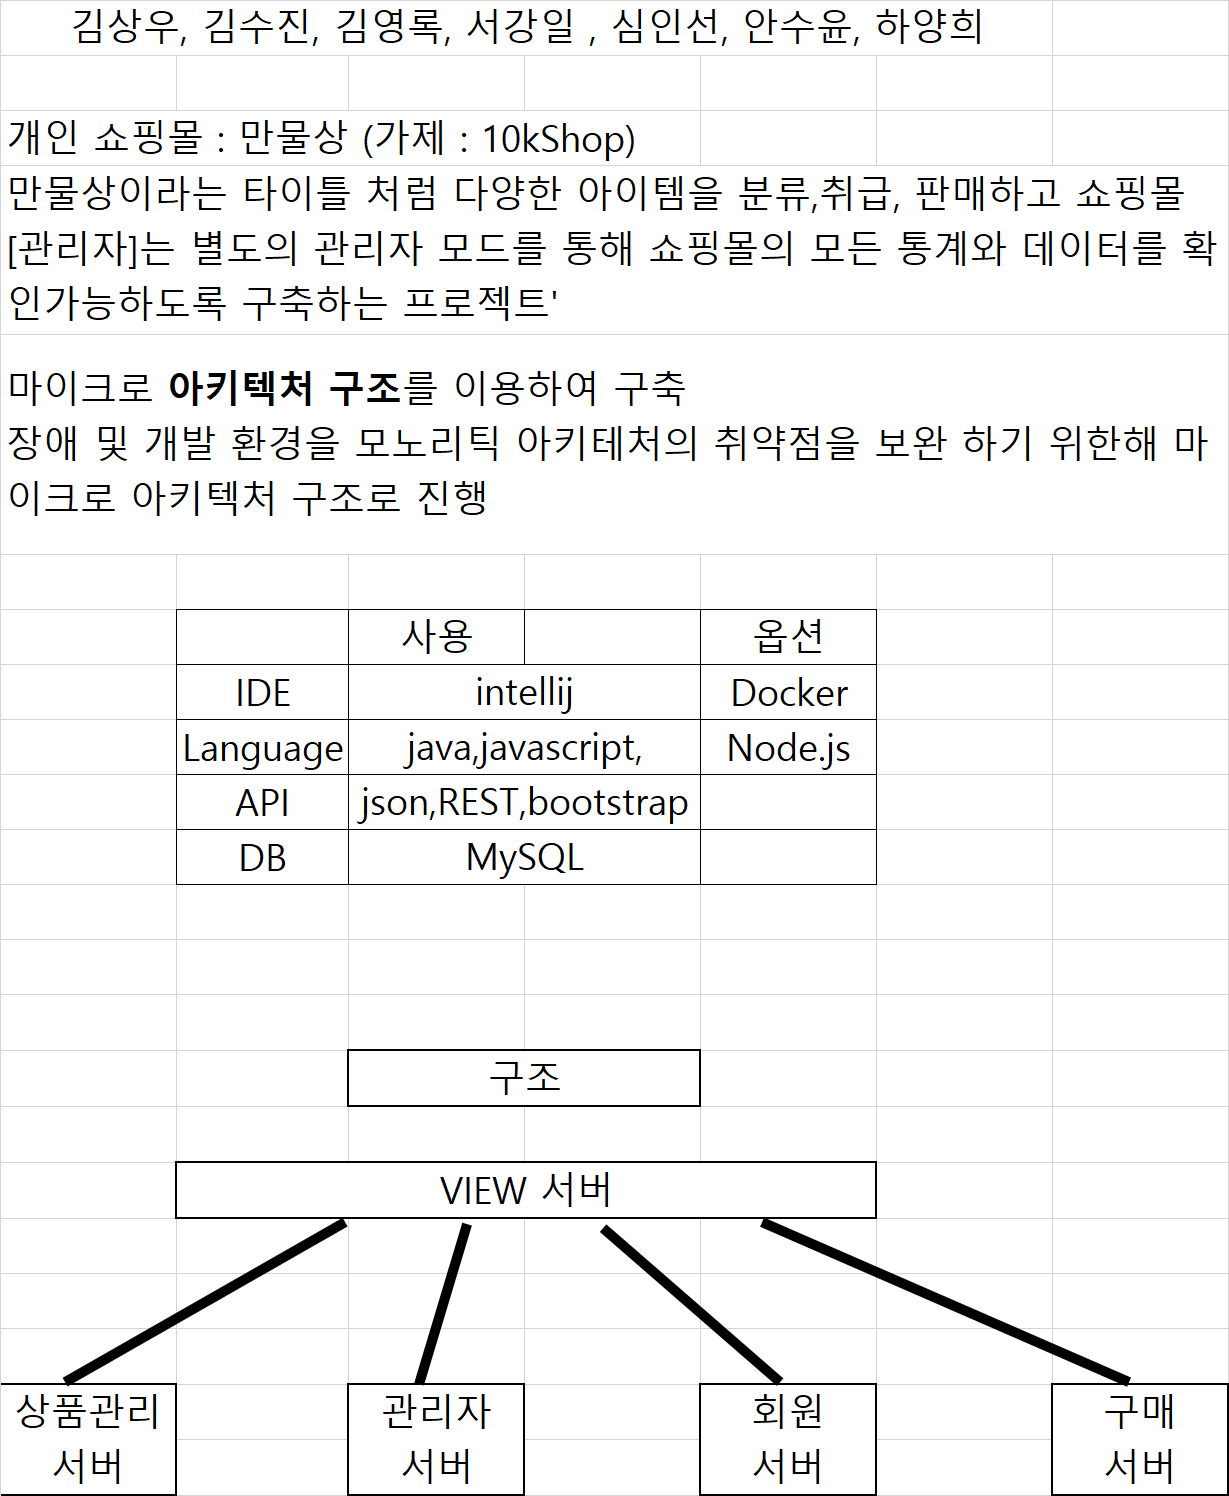 김상우, 김수진, 김영록, 서강일 , 심인선, 안수윤, 하양희
개인 쇼핑몰 : 만물상 (가제 : 10kShop)
만물상이라는 타이틀 처럼 다양한 아이템을 분류,취급, 판매하고 쇼핑몰
[관리자]는 별도의 관리자 모드를 통해 쇼핑몰의 모든 통계와 데이터를 확
인가능하도록 구축하는 프로젝트'
마이크로 아키텍처 구조를 이용하여 구축
장애 및 개발 환경을 모노리틱 아키테처의 취약점을 보완 하기 위한해 마
이크로 아키텍처 구조로 진행
사용 옵션
IDE intellij Docker
Language java,javascript, Node.js
API json,REST,bootstrap
DB MySQL
구조
VIEW 서버
상품관리 관리자 회원 구매
서버 서버 서버 서버